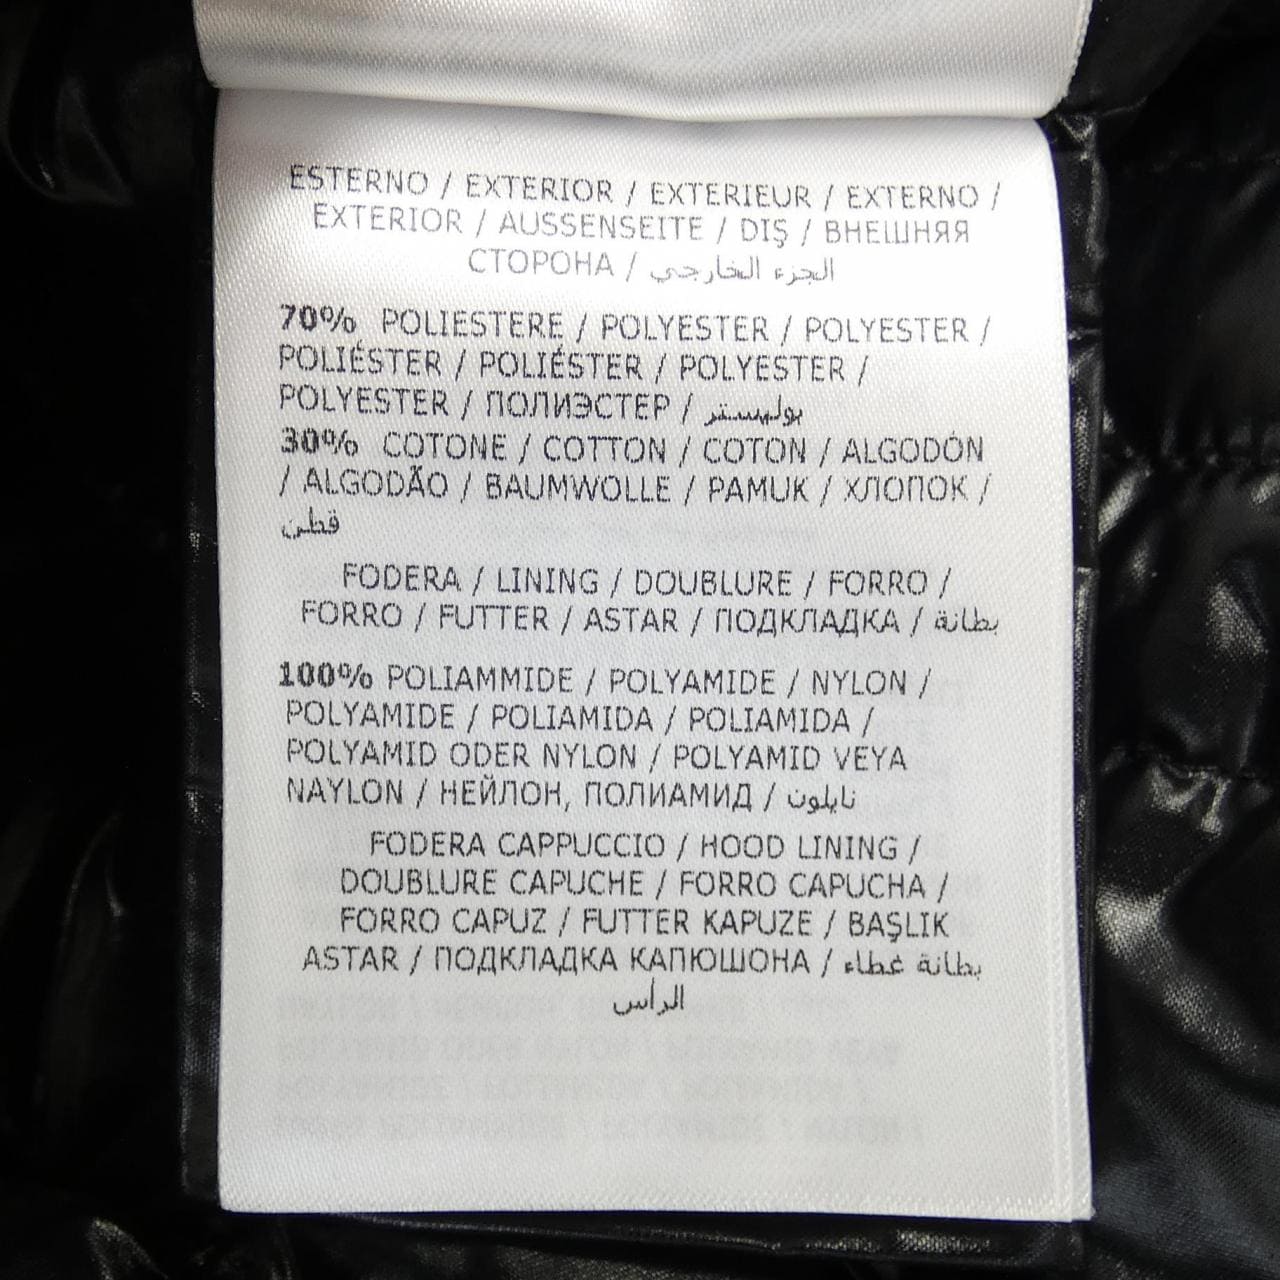 ESTERNO / EXTERIOR / EXTERIEUR / EXTERNO /
EXTERIOR / AUSSENSEITE / DIŞ / ВНЕШНЯЯ
СТОРОНА / الجزء الخارجي
70% POLIESTERE / POLYESTER / POLYESTER /
POLIÉSTER / POLIÉSTER / POLYESTER /
POLYESTER / ПОЛИЭСТЕР / بوليستر
30% COTONE / COTTON / COTON / ALGODÓN
/ ALGODÃO / BAUMWOLLE / PAMUK / ХЛОПОК /
قطن
FODERA / LINING / DOUBLURE / FORRO /
FORRO / FUTTER / ASTAR / ПОДКЛАДКА / بطانة
100% POLIAMMIDE / POLYAMIDE / NYLON /
POLYAMIDE / POLIAMIDA / POLIAMIDA /
POLYAMID ODER NYLON / POLYAMID VEYA
NAYLON / НЕЙЛОН, ПОЛИАМИД / نايلون
FODERA CAPPUCCIO / HOOD LINING /
DOUBLURE CAPUCHE / FORRO CAPUCHA /
FORRO CAPUZ / FUTTER KAPUZE / BAŞLIK
ASTAR / ПОДКЛАДКА КАПЮШОНА / بطانة غطاء
الرأس